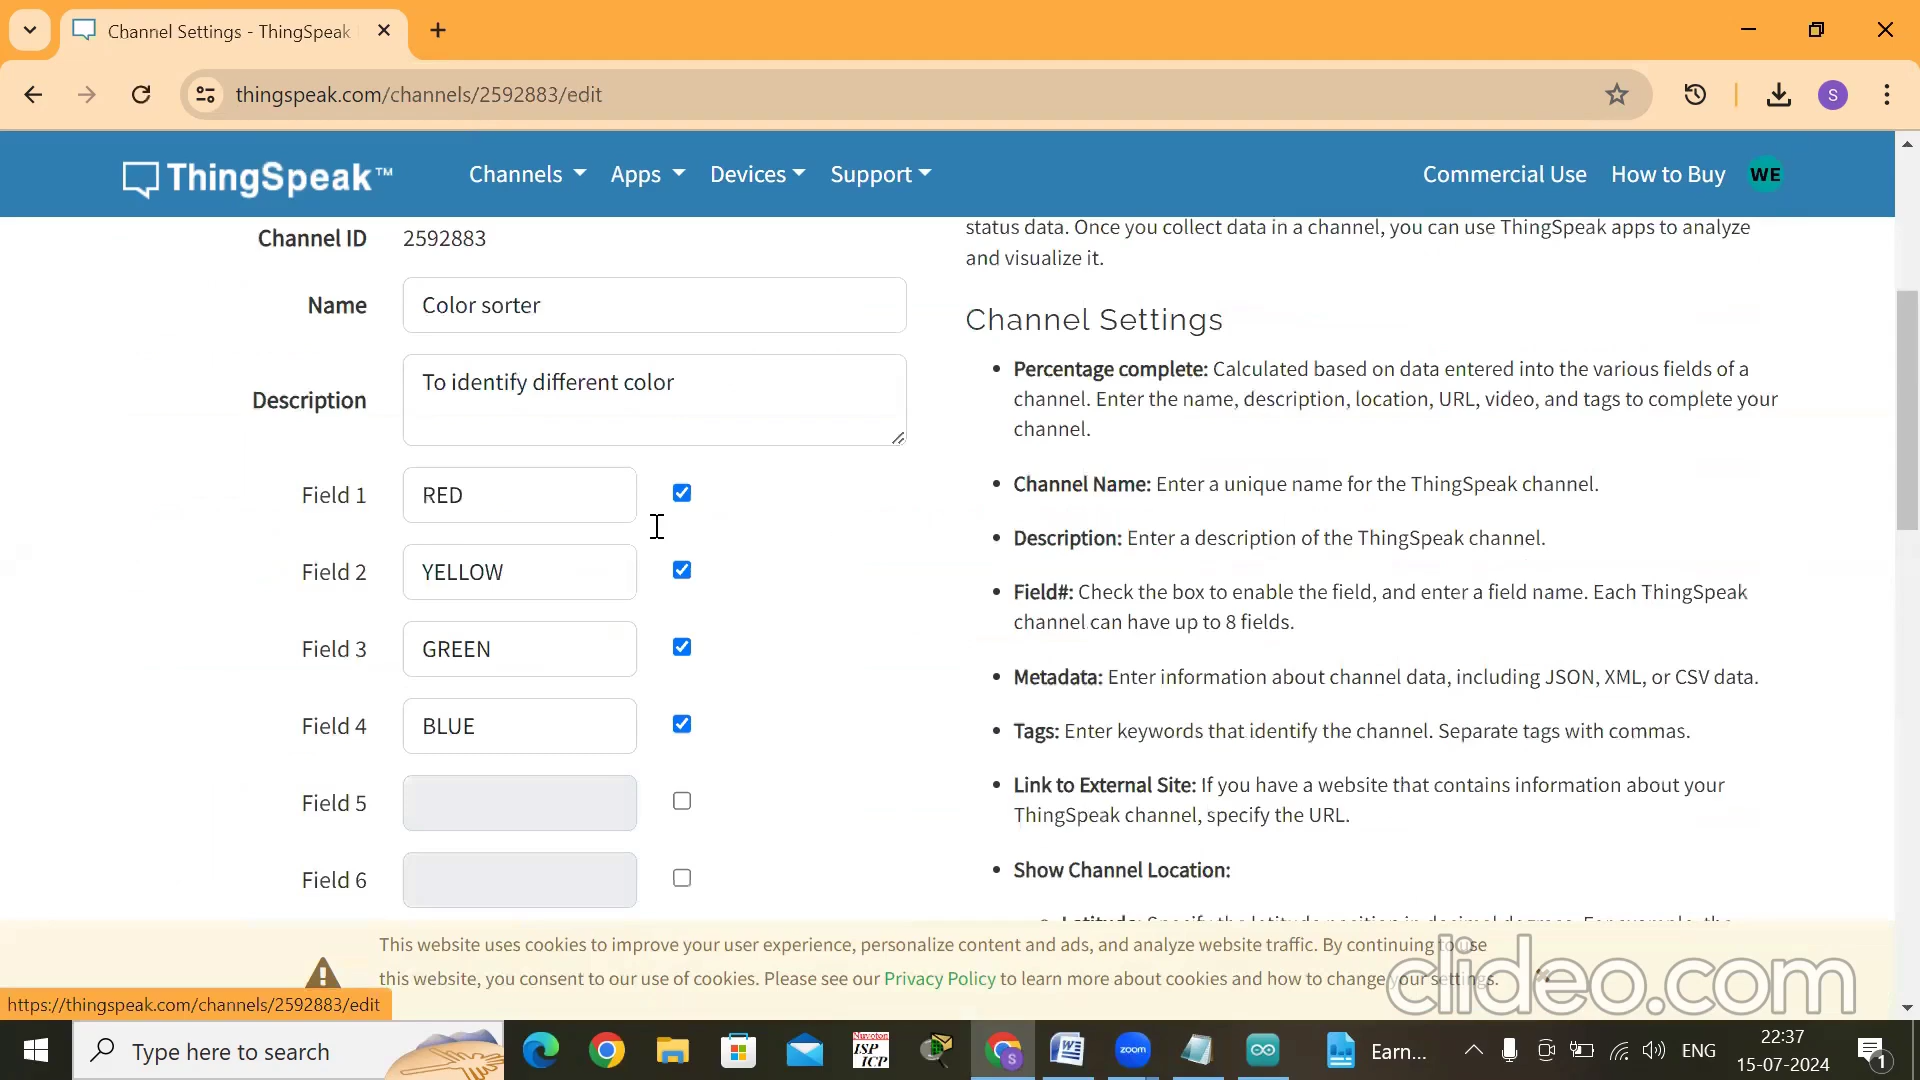 Channel Settings - ThingSpeak
thingspeak.com/channels/2592883/edit
S
ThingSpeak™
Channels
Apps
Devices
Support
Commercial Use
How to Buy
WE
Channel ID
2592883
Name
Color sorter
Description
To identify different color
Field 1
RED
Field 2
YELLOW
Field 3
GREEN
Field 4
BLUE
Field 5
Field 6
status data. Once you collect data in a channel, you can use ThingSpeak apps to analyze
and visualize it.
Channel Settings
Percentage complete: Calculated based on data entered into the various fields of a
channel. Enter the name, description, location, URL, video, and tags to complete your
channel.
Channel Name: Enter a unique name for the ThingSpeak channel.
Description: Enter a description of the ThingSpeak channel.
Field#: Check the box to enable the field, and enter a field name. Each ThingSpeak
channel can have up to 8 fields.
Metadata: Enter information about channel data, including JSON, XML, or CSV data.
Tags: Enter keywords that identify the channel. Separate tags with commas.
Link to External Site: If you have a website that contains information about your
ThingSpeak channel, specify the URL.
Show Channel Location:
This website uses cookies to improve your user experience, personalize content and ads, and analyze website traffic. By continuing to use
this website, you consent to our use of cookies. Please see our Privacy Policy to learn more about cookies and how to change your settings.
clideo.com
https://thingspeak.com/channels/2592883/edit
Type here to search
Nuvoton
ISP
ICP
S
zoom
Earn...
ENG
22:37
15-07-2024
1